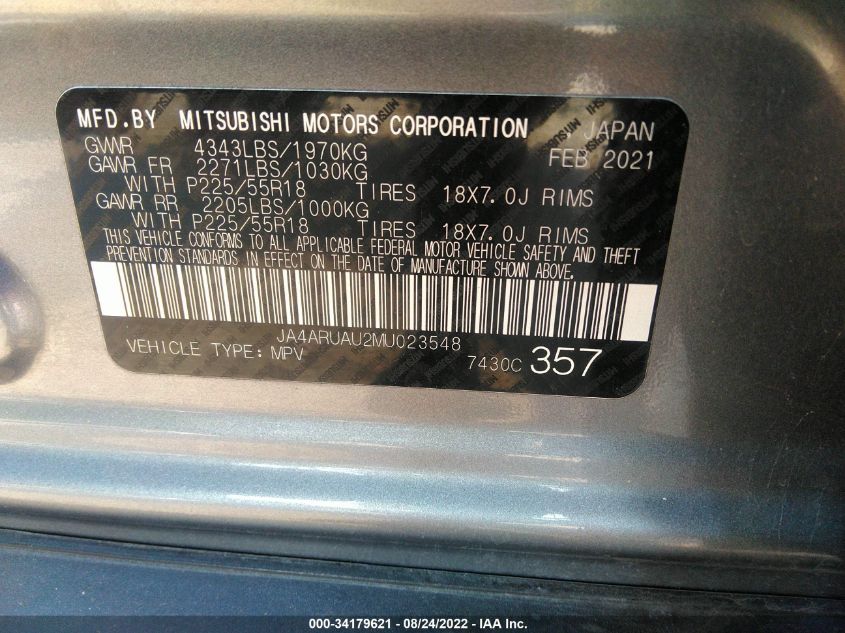 MFD.BY MITSUBISHI MOTORS CORPORATION JAPAN
GWWR 4343LBS/1970KG FEB 2021
GAWR FR 2271LBS/1030KG
WITH P225/55R18 TIRES 18X7.0J RIMS
GAWR RR 2205LBS/1000KG
WITH P225/55R18 TIRES 18X7.0J RIMS
THIS VEHICLE CONFORMS TO ALL APPLICABLE FEDERAL MOTOR VEHICLE SAFETY AND THEFT
PREVENTION STANDARDS IN EFFECT ON THE DATE OF MANUFACTURE SHOWN ABOVE.
JA4ARUAU2MU023548
VEHICLE TYPE: MPV 7430C 357
000-34179621 - 08/24/2022 - IAA Inc.